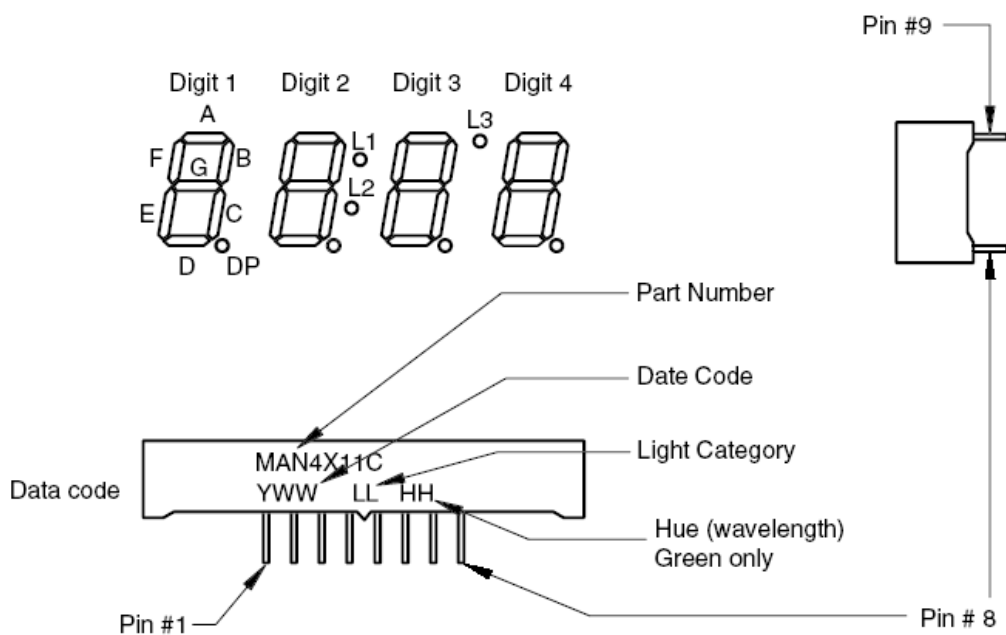 Pin #9
Digit 1 Digit 2 Digit 3 Digit 4
A
L3
F B L1
G
L2
E C
D DP
Part Number
Date Code
MAN4X11C
Light Category
Data code YWW LL HH
Hue (wavelength)
Green only
Pin #1
Pin # 8